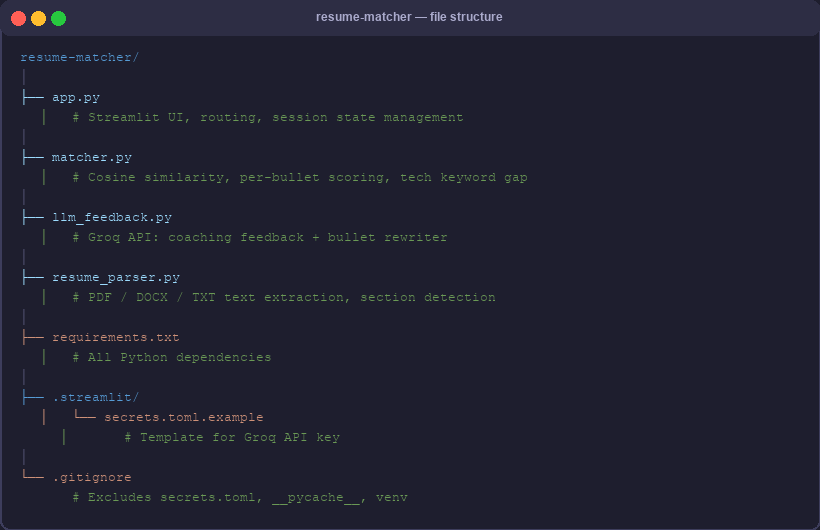 resume-matcher — file structure
resume-matcher/
│
├── app.py
│   # Streamlit UI, routing, session state management
│
├── matcher.py
│   # Cosine similarity, per-bullet scoring, tech keyword gap
│
├── llm_feedback.py
│   # Groq API: coaching feedback + bullet rewriter
│
├── resume_parser.py
│   # PDF / DOCX / TXT text extraction, section detection
│
├── requirements.txt
│   # All Python dependencies
│
├── .streamlit/
│   └── secrets.toml.example
│       # Template for Groq API key
│
└── .gitignore
# Excludes secrets.toml, __pycache__, venv